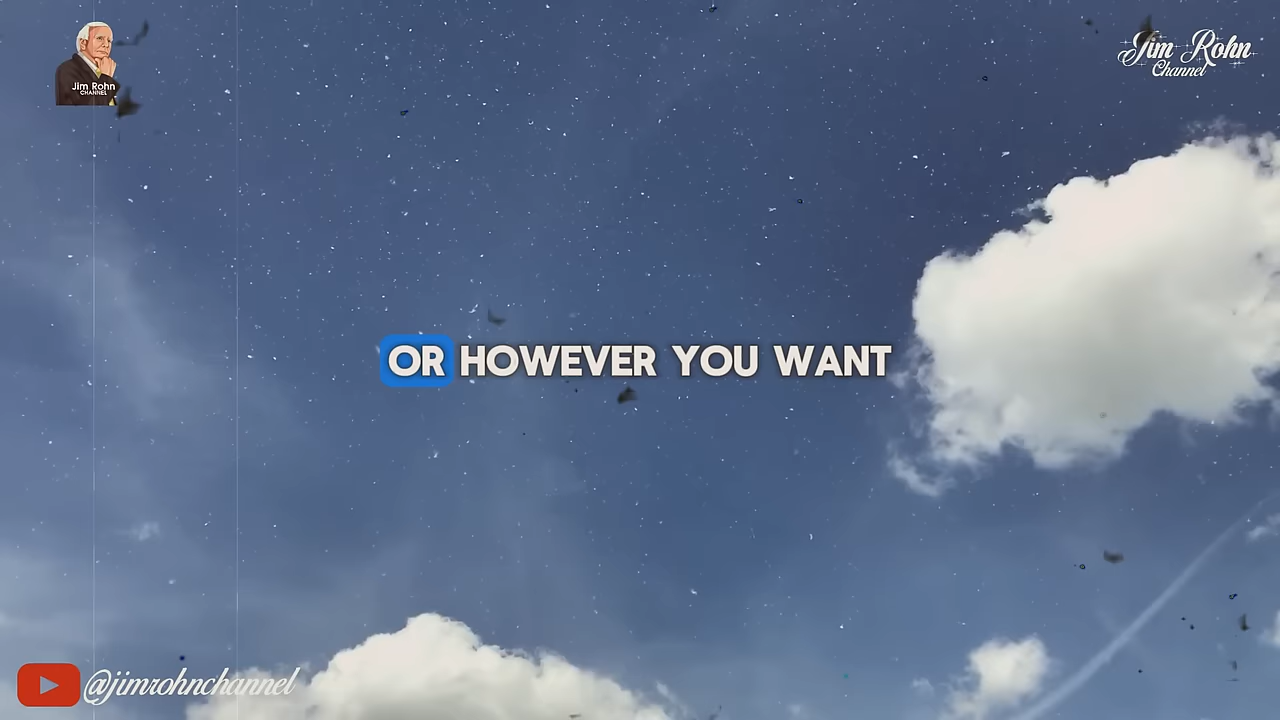 Jim Rohn
CHANNEL
Jim Rohn
Channel
OR HOWEVER YOU WANT
@jimrohnchannel